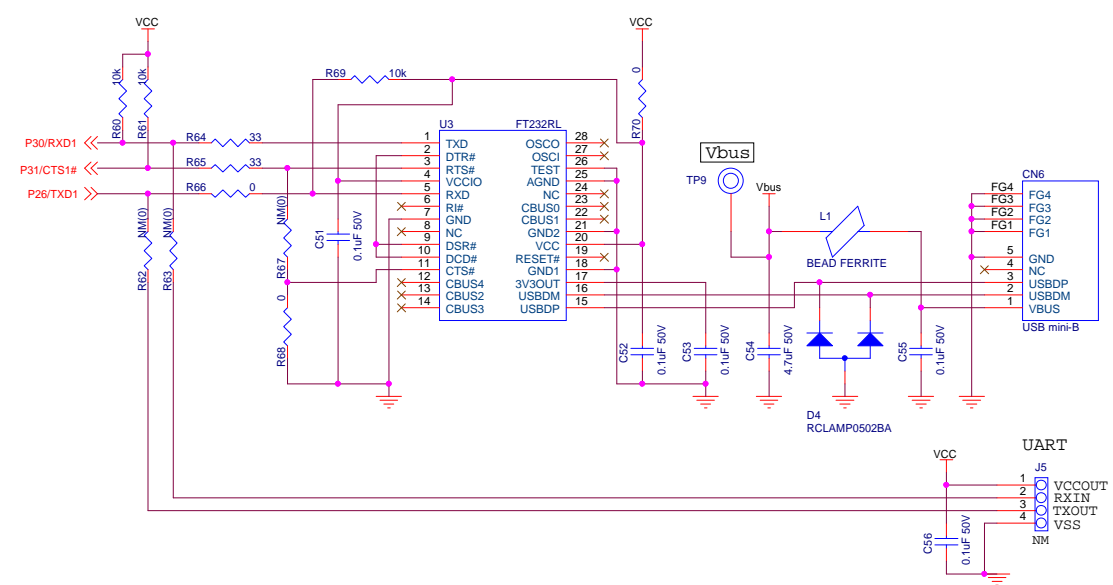 VCC
VCC
R60
10k
R61
10k
R69 10k
0
R70
U3 FT232RL
P30/RXD1
R64 33
P31/CTS1#
R65 33
P26/TXD1
R66 0
1 TXD OSCO 28
2 DTR# OSCI 27
3 RTS# TEST 26
4 VCCIO AGND 25
5 RXD NC 24
6 RI# CBUS0 23
7 GND CBUS1 22
8 NC GND2 21
9 DSR# VCC 20
10 DCD# RESET# 19
11 CTS# GND1 18
12 CBUS4 3V3OUT 17
13 CBUS2 USBDM 16
14 CBUS3 USBDP 15
R62
NM(0)
R63
NM(0)
R67
NM(0)
R68
0
C51
0.1uF 50V
Vbus
TP9
Vbus
L1
BEAD FERRITE
CN6
FG4 FG4
FG3 FG3
FG2 FG2
FG1 FG1
5 GND
4 NC
3 USBDP
2 USBDM
1 VBUS
USB mini-B
C52
0.1uF 50V
C53
0.1uF 50V
C54
4.7uF 50V
C55
0.1uF 50V
D4
RCLAMP0502BA
UART
VCC
J5
1 VCCOUT
2 RXIN
3 TXOUT
4 VSS
NM
C56
0.1uF 50V